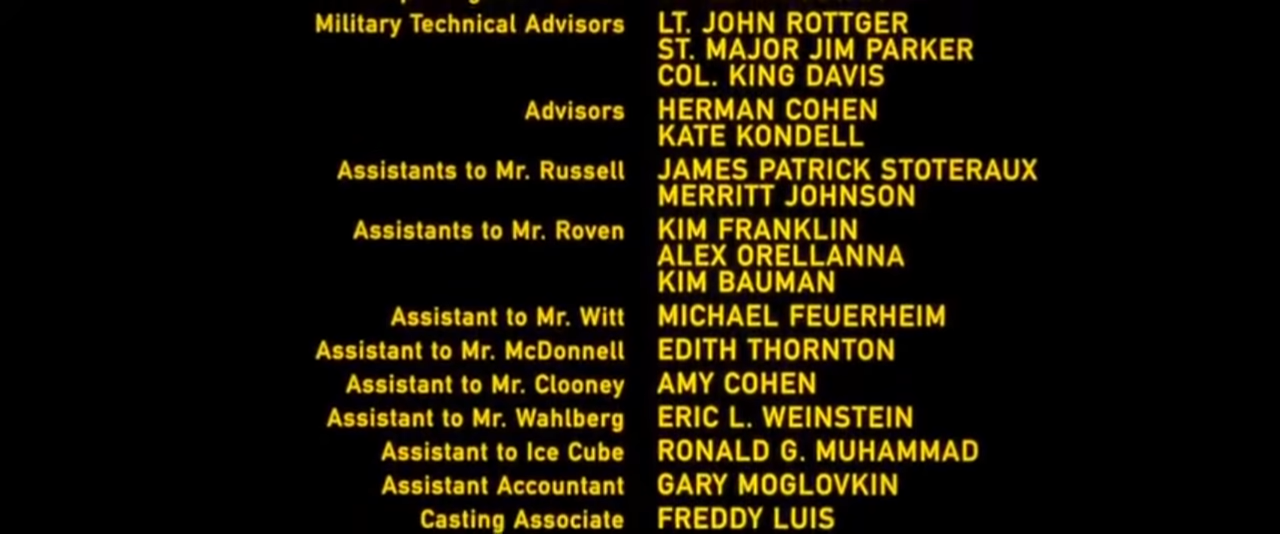 Military Technical Advisors LT. JOHN ROTTGER
ST. MAJOR JIM PARKER
COL. KING DAVIS
Advisors HERMAN COHEN
KATE KONDELL
Assistants to Mr. Russell JAMES PATRICK STOTERAUX
MERRITT JOHNSON
Assistants to Mr. Roven KIM FRANKLIN
ALEX ORELLANNA
KIM BAUMAN
Assistant to Mr. Witt MICHAEL FEUERHEIM
Assistant to Mr. McDonnell EDITH THORNTON
Assistant to Mr. Clooney AMY COHEN
Assistant to Mr. Wahlberg ERIC L. WEINSTEIN
Assistant to Ice Cube RONALD G. MUHAMMAD
Assistant Accountant GARY MOGLOVKIN
Casting Associate FREDDY LUIS